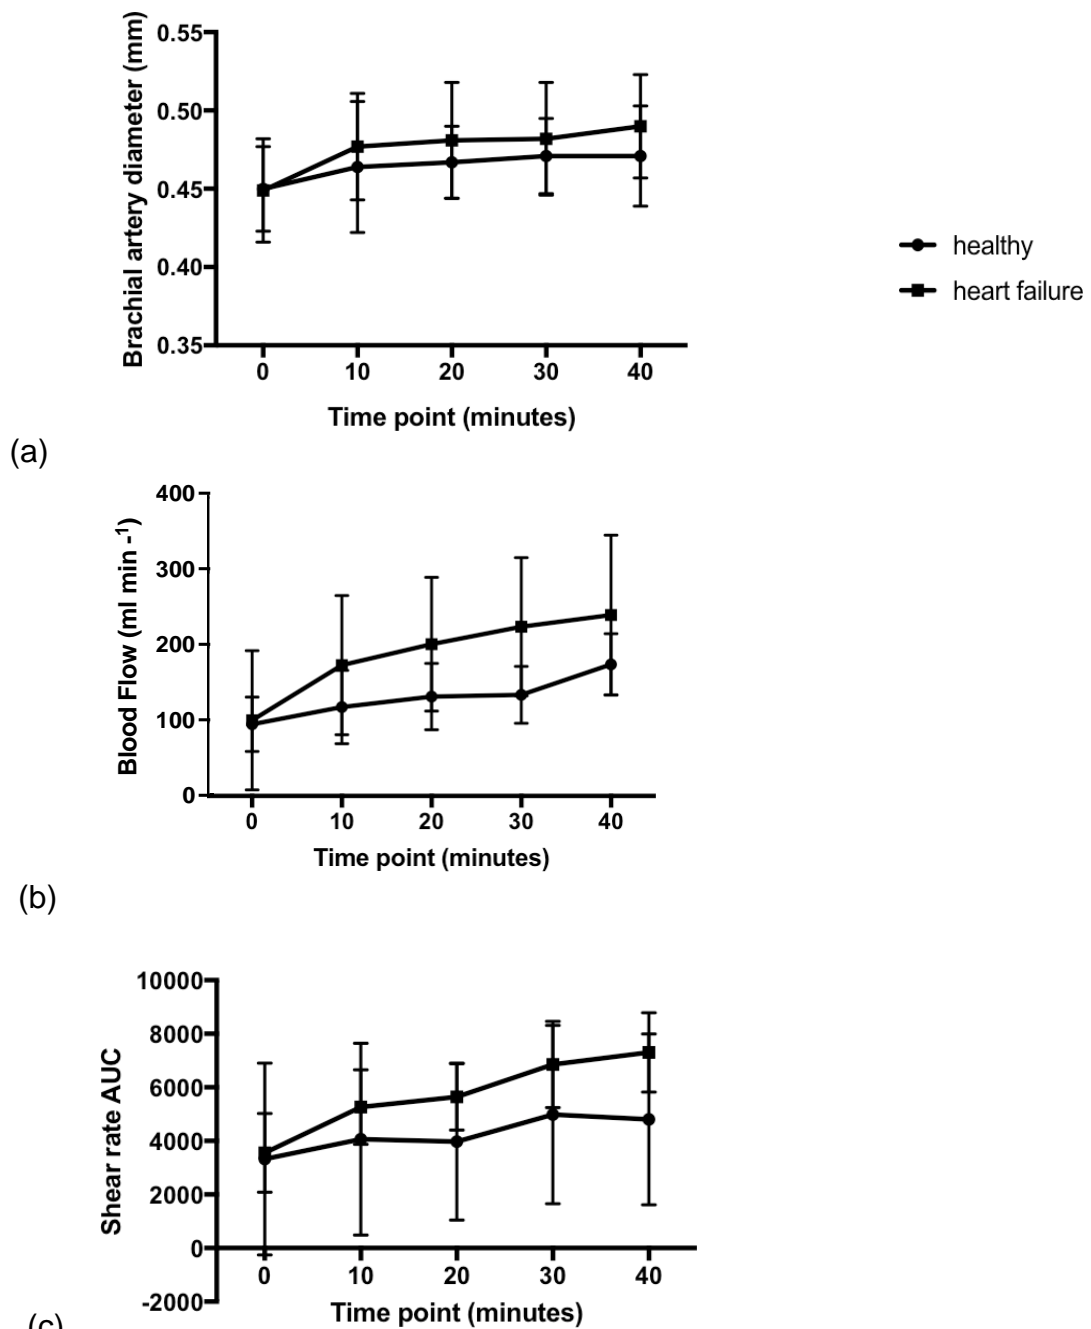 Brachial artery diameter (mm)
0.55
0.50
0.45
0.40
0.35
0 10 20 30 40
Time point (minutes)
healthy
heart failure
(a)
Blood Flow (ml min -1)
400
300
200
100
0
0 10 20 30 40
Time point (minutes)
(b)
Shear rate AUC
10000
8000
6000
4000
2000
0
-2000
0 10 20 30 40
Time point (minutes)
(c)